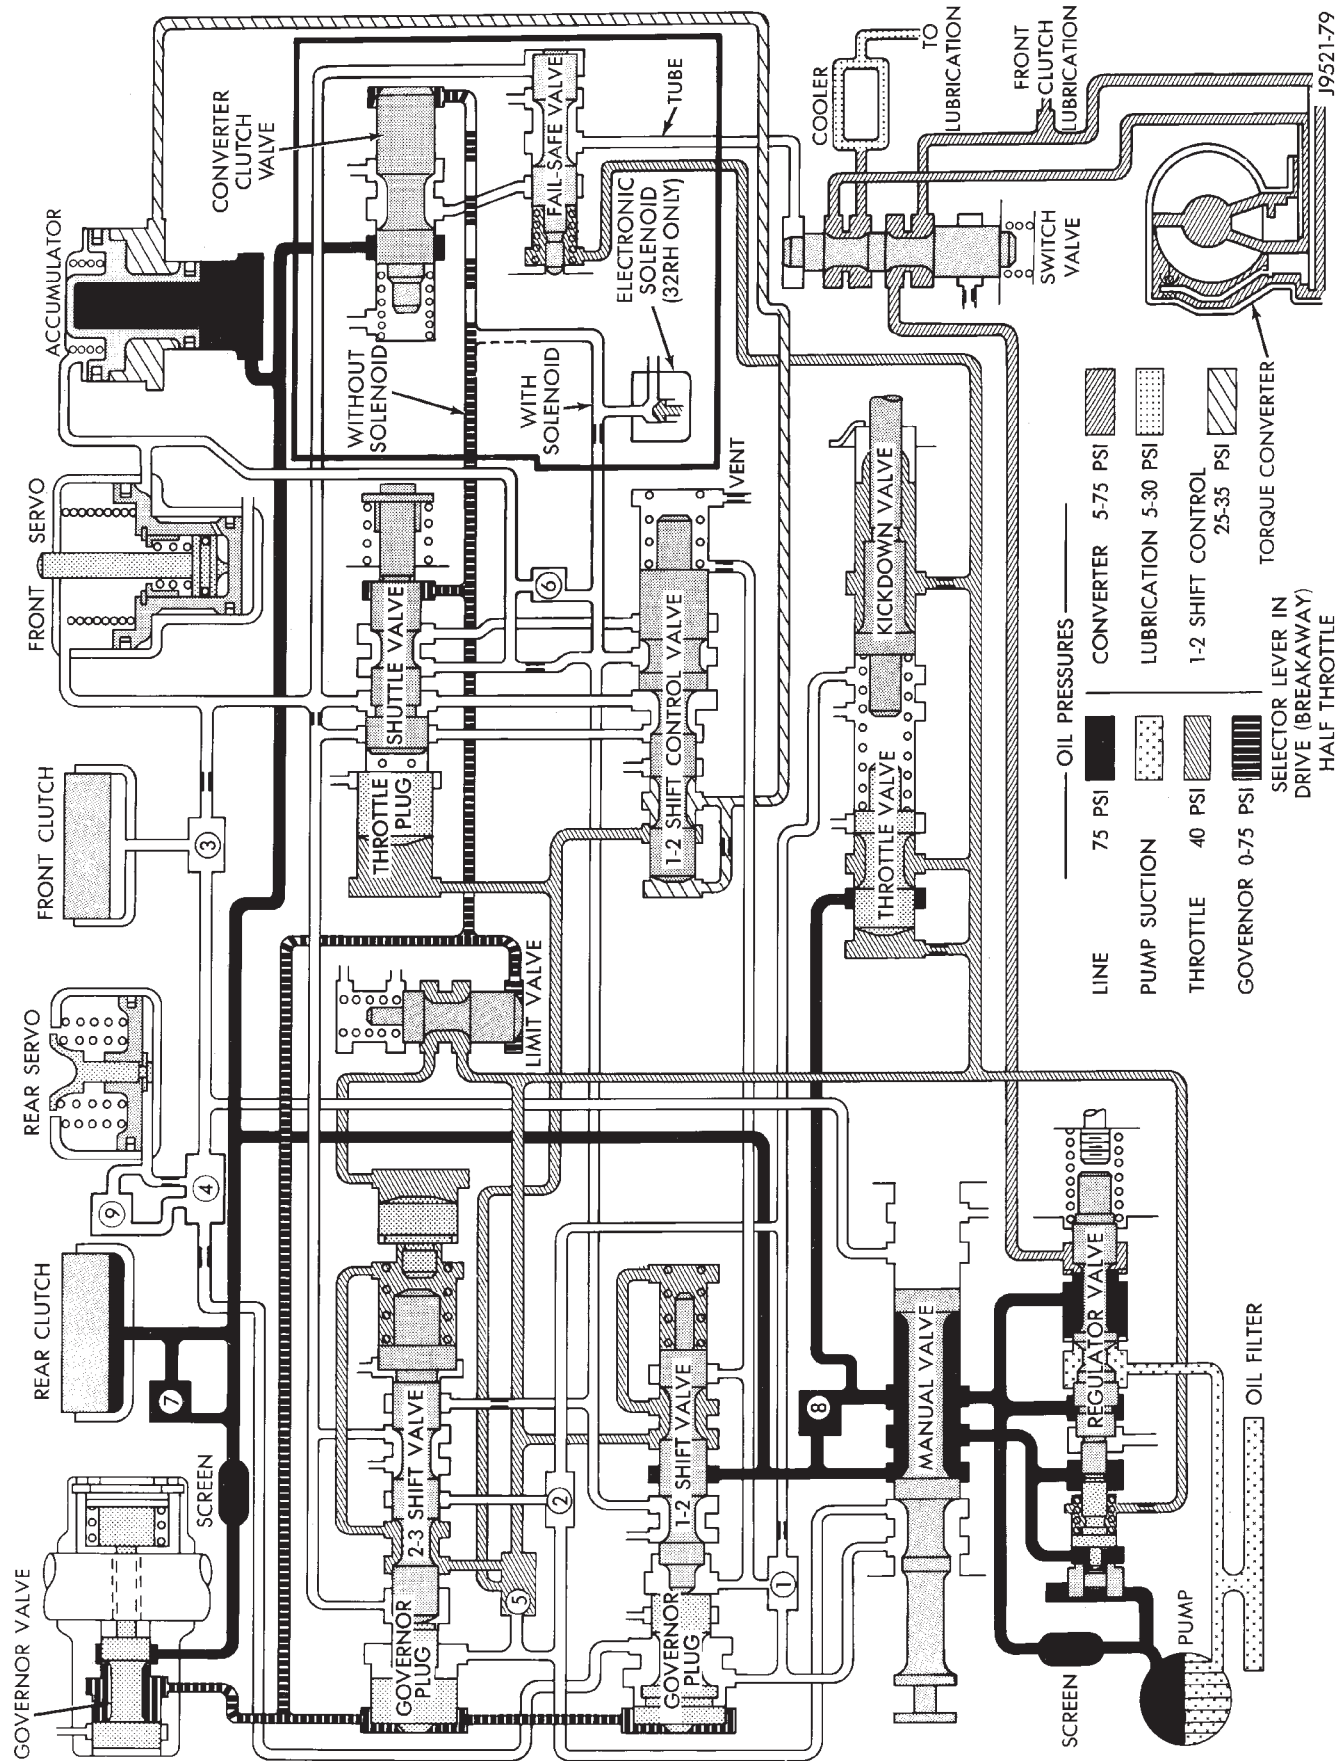 GOVERNOR VALVE
SCREEN
REAR CLUTCH
7
9
4
REAR SERVO
FRONT CLUTCH
3
FRONT SERVO
ACCUMULATOR
CONVERTER
CLUTCH
VALVE
GOVERNOR
PLUG
2-3 SHIFT VALVE
5
2
LIMIT VALVE
THROTTLE
PLUG
SHUTTLE VALVE
6
WITHOUT
SOLENOID
WITH
SOLENOID
FAIL-SAFE VALVE
ELECTRONIC
SOLENOID
(32RH ONLY)
TUBE
GOVERNOR
PLUG
1-2 SHIFT VALVE
1
8
1-2 SHIFT CONTROL VALVE
VENT
THROTTLE VALVE
KICKDOWN VALVE
COOLER
TO
LUBRICATION
FRONT
CLUTCH
LUBRICATION
SWITCH
VALVE
MANUAL VALVE
SCREEN
PUMP
REGULATOR VALVE
OIL FILTER
OIL PRESSURES
LINE 75 PSI
PUMP SUCTION
THROTTLE 40 PSI
GOVERNOR 0-75 PSI
CONVERTER 5-75 PSI
LUBRICATION 5-30 PSI
1-2 SHIFT CONTROL
25-35 PSI
SELECTOR LEVER IN
DRIVE (BREAKAWAY)
HALF THROTTLE
TORQUE CONVERTER
J9521-79